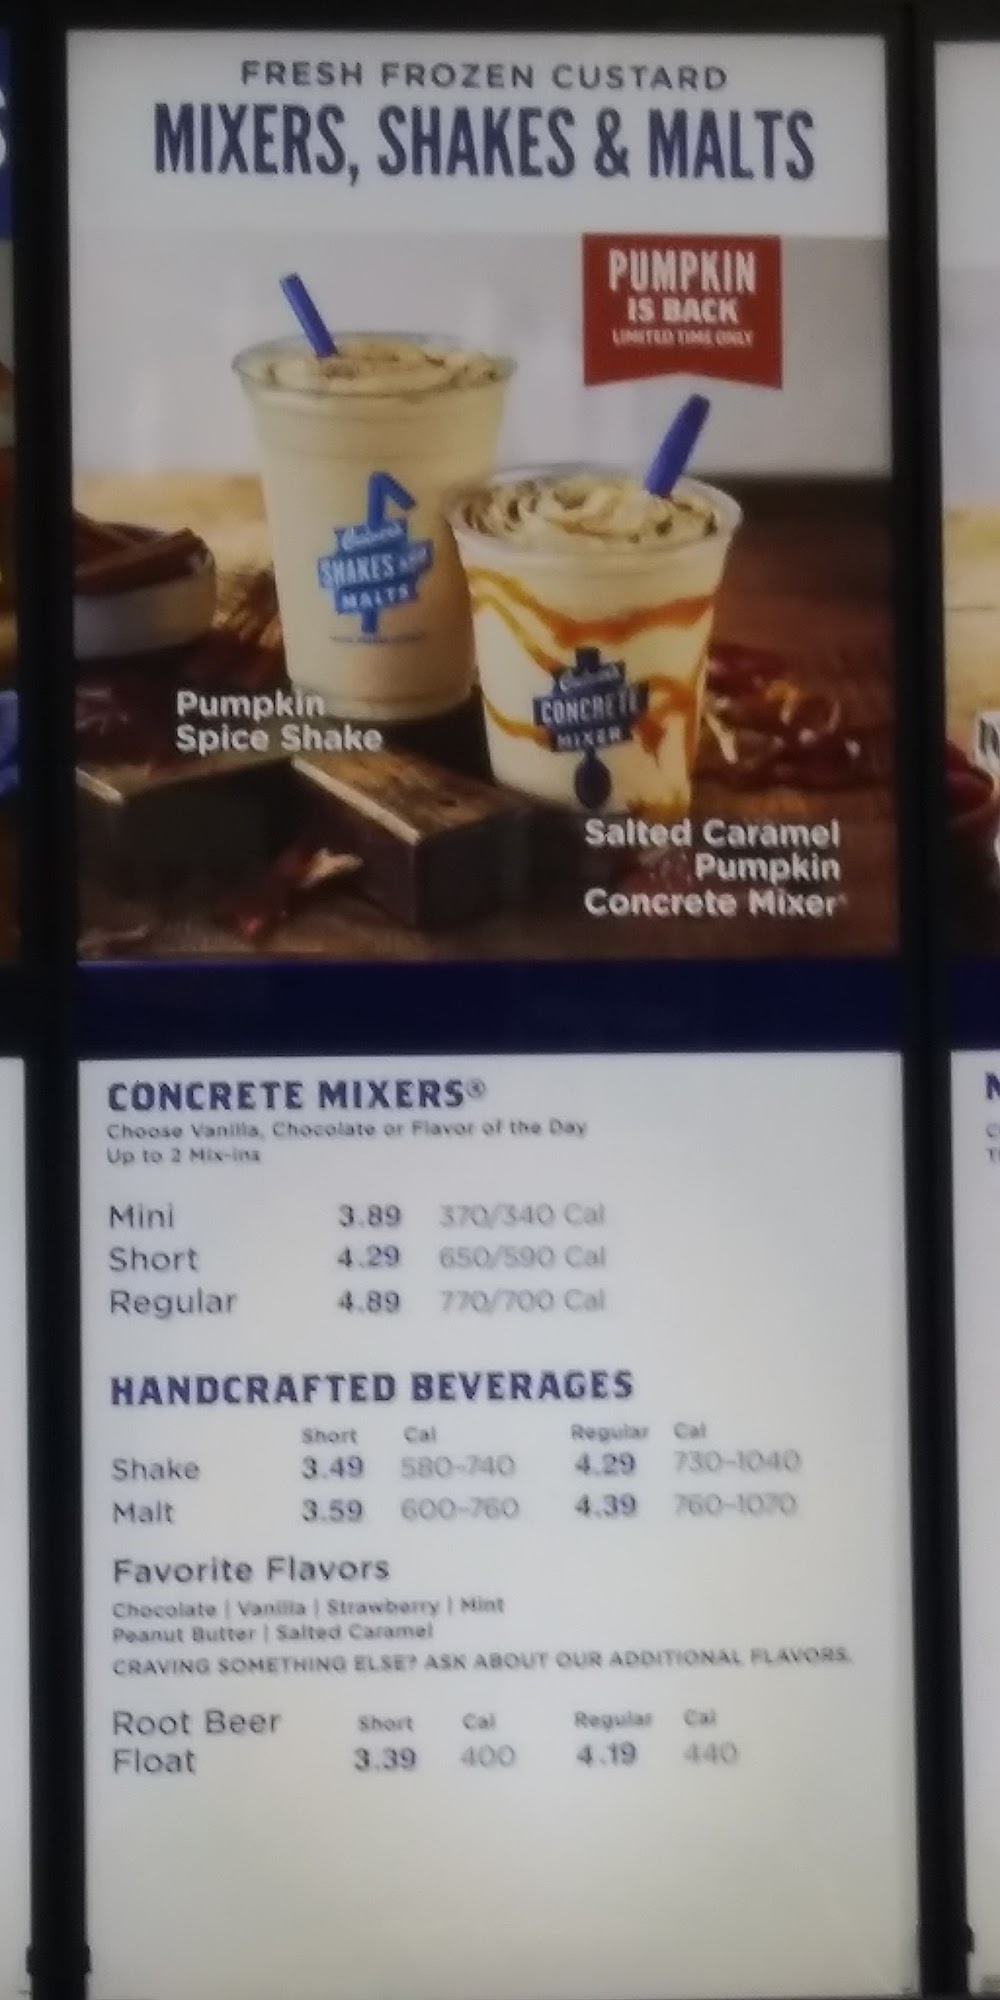 FRESH FROZEN CUSTARD
MIXERS, SHAKES & MALTS
PUMPKIN
IS BACK
LIMITED TIME ONLY
Culver's
SHAKES AND
MALTS
Culver's
CONCRETE
MIXER
Pumpkin
Spice Shake
Salted Caramel
Pumpkin
Concrete Mixer
CONCRETE MIXERS®
Choose Vanilla, Chocolate or Flavor of the Day
Up to 2 Mix-ins
Mini 3.89 370/340 Cal
Short 4.29 650/590 Cal
Regular 4.89 770/700 Cal
HANDCRAFTED BEVERAGES
Short Cal Regular Cal
Shake 3.49 580-740 4.29 730-1040
Malt 3.59 600-760 4.39 760-1070
Favorite Flavors
Chocolate | Vanilla | Strawberry | Mint
Peanut Butter | Salted Caramel
CRAVING SOMETHING ELSE? ASK ABOUT OUR ADDITIONAL FLAVORS.
Root Beer Short Cal Regular Cal
Float 3.39 400 4.19 440